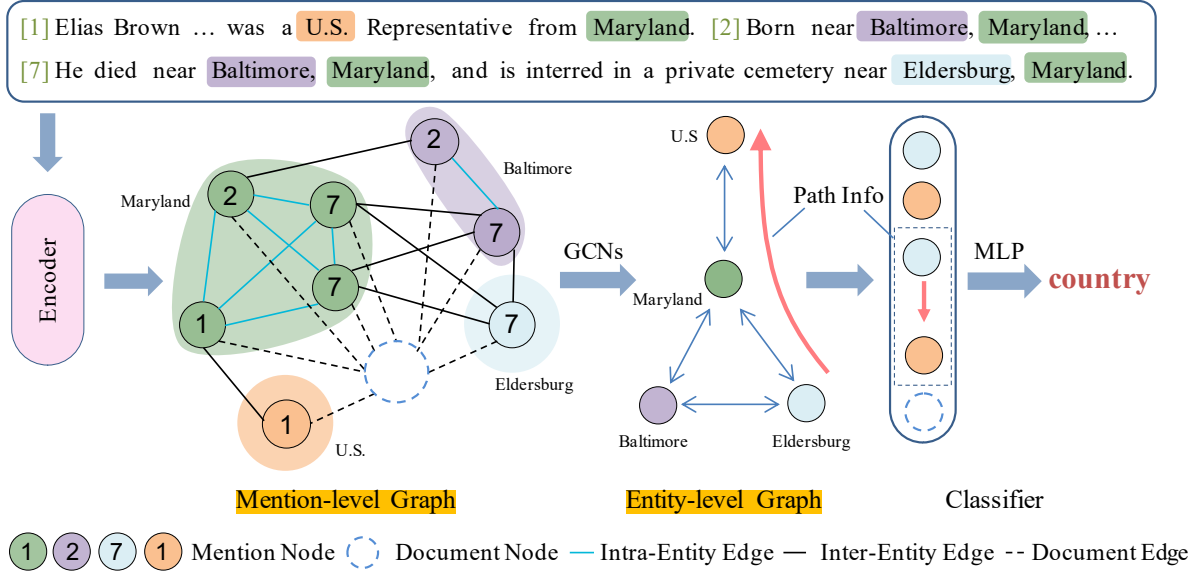 [1] Elias Brown … was a U.S. Representative from Maryland. [2] Born near Baltimore, Maryland, …
[7] He died near Baltimore, Maryland, and is interred in a private cemetery near Eldersburg, Maryland.
Encoder
Maryland
2
7
7
1
2
7
Baltimore
7
Eldersburg
1
U.S.
GCNs
U.S
Maryland
Baltimore
Eldersburg
Path Info
MLP
country
Mention-level Graph
Entity-level Graph
Classifier
1 2 7 1 Mention Node Document Node Intra-Entity Edge Inter-Entity Edge Document Edge